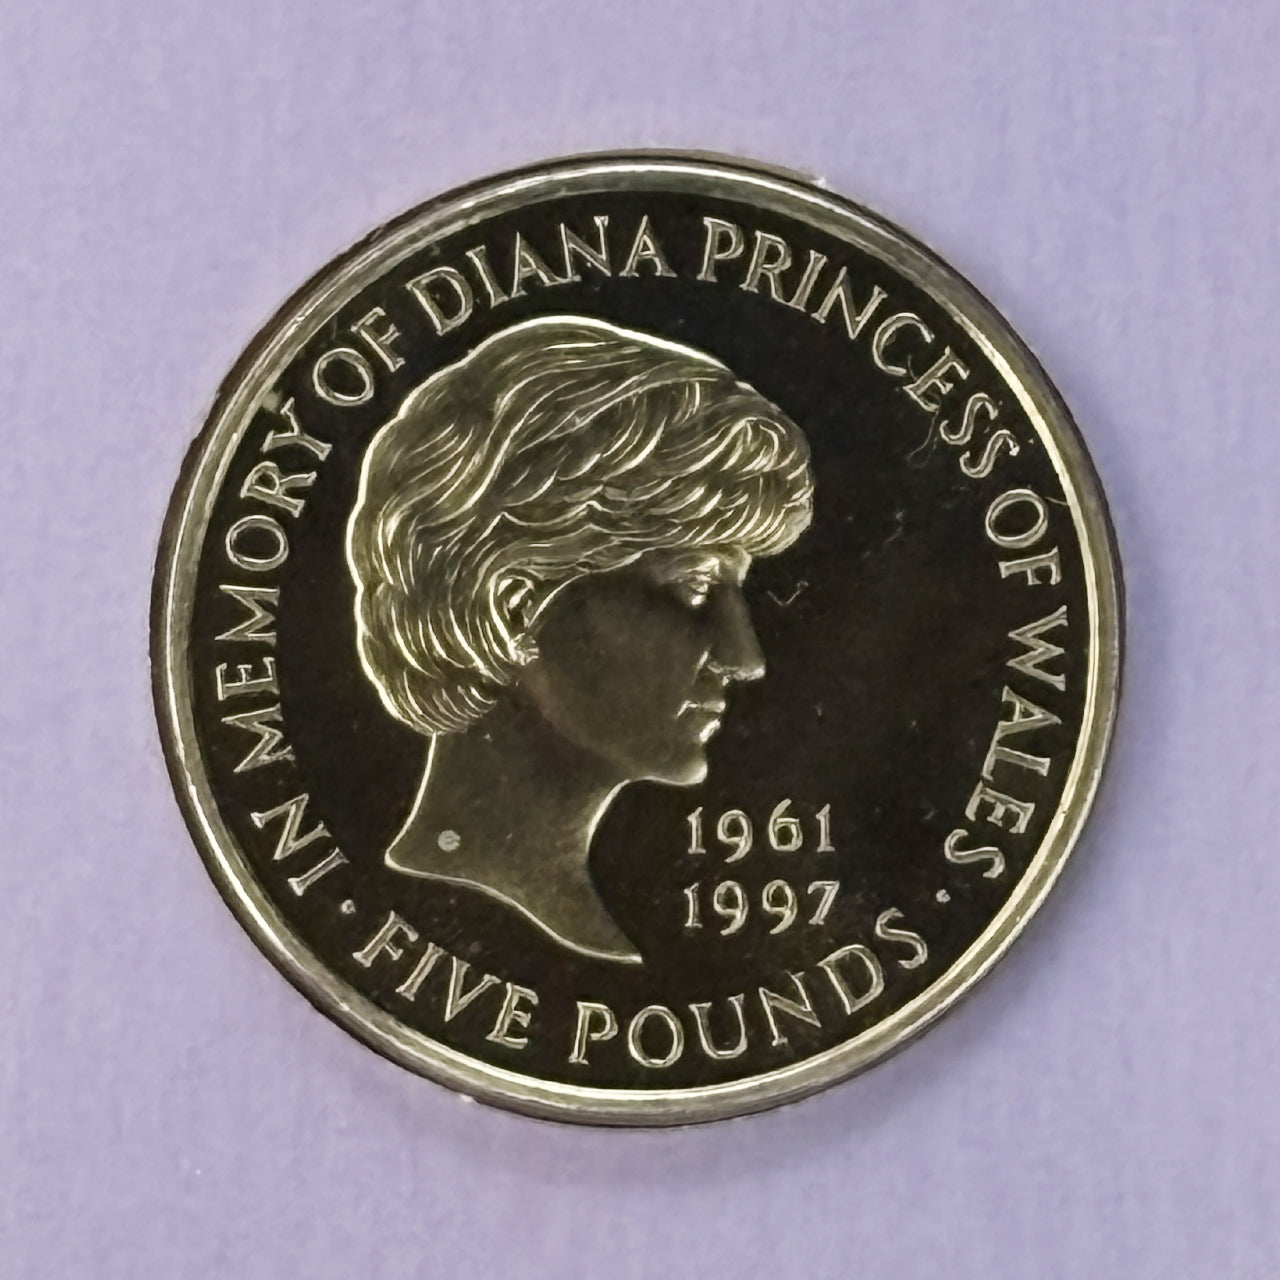 IN MEMORY OF DIANA PRINCESS OF WALES
1961
1997
· FIVE POUNDS ·